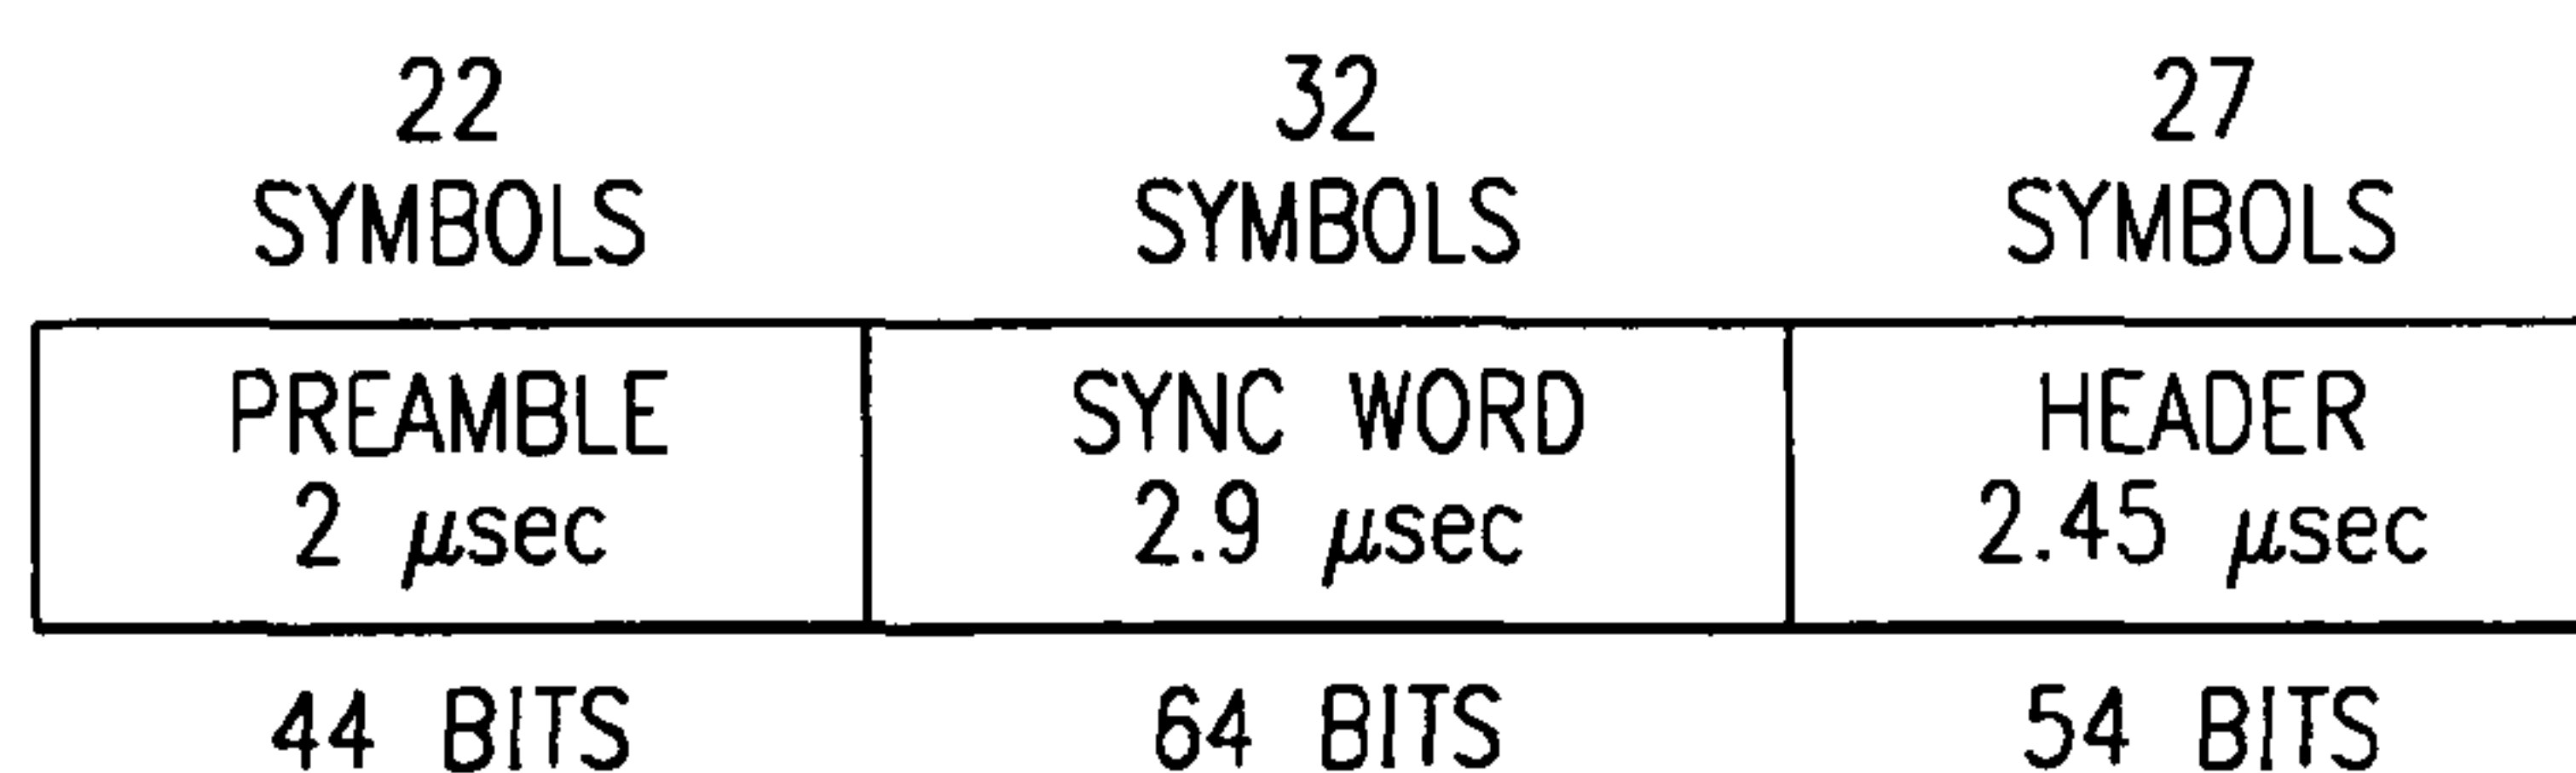 22
SYMBOLS
32
SYMBOLS
27
SYMBOLS
PREAMBLE
2 μsec
SYNC WORD
2.9 μsec
HEADER
2.45 μsec
44 BITS
64 BITS
54 BITS